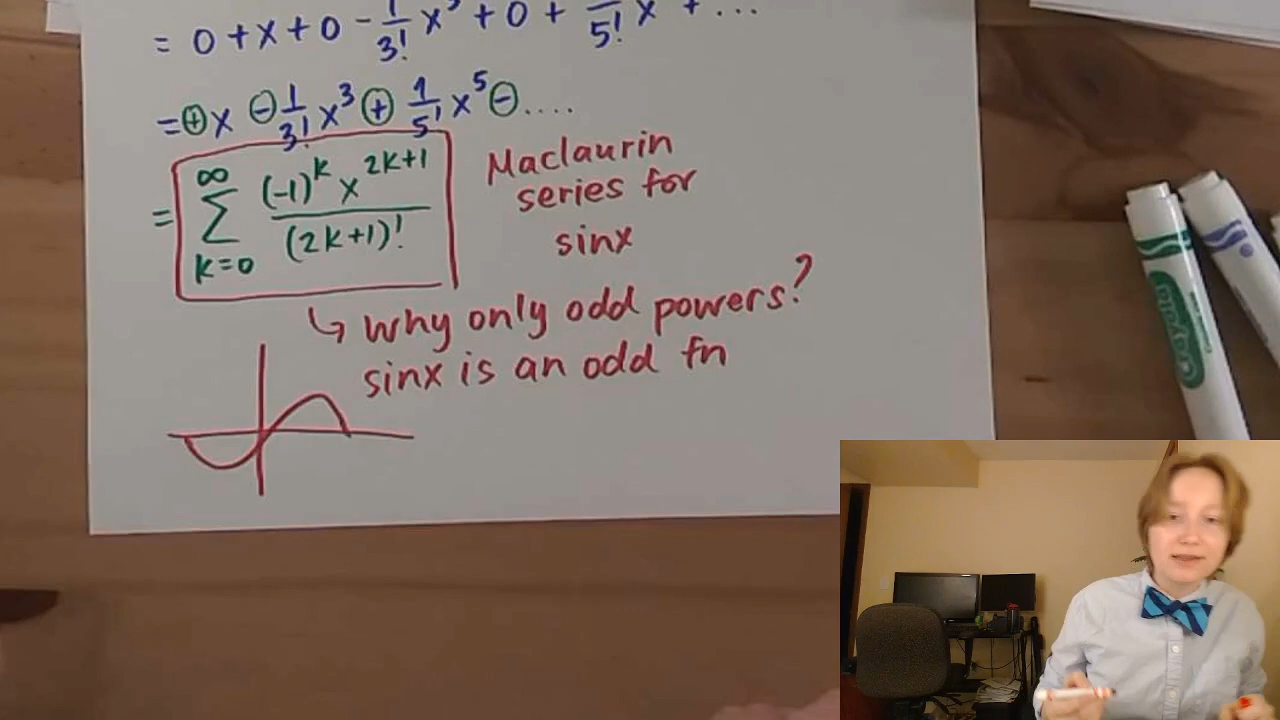 = 0 + x + 0 - 1/3! x³ + 0 + 1/5! x + ...
= ⊕ x ⊖ 1/3! x³ ⊕ 1/5! x⁵ ⊖ ....
= ∞ ∑ k=0 (-1)^k x^(2k+1) / (2k+1)!
Maclaurin
series for
sinx
↳ why only odd powers?
sinx is an odd fn
Crayola